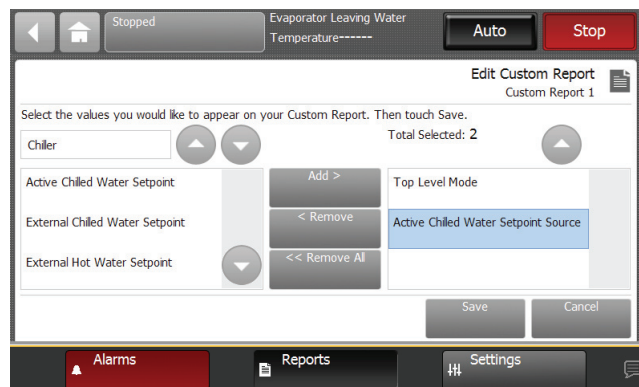 Stopped
Evaporator Leaving Water
Temperature------
Auto
Stop
Edit Custom Report
Custom Report 1
Select the values you would like to appear on your Custom Report. Then touch Save.
Chiller
Total Selected: 2
Active Chilled Water Setpoint
External Chilled Water Setpoint
External Hot Water Setpoint
Add >
< Remove
<< Remove All
Top Level Mode
Active Chilled Water Setpoint Source
Save
Cancel
Alarms
Reports
Settings